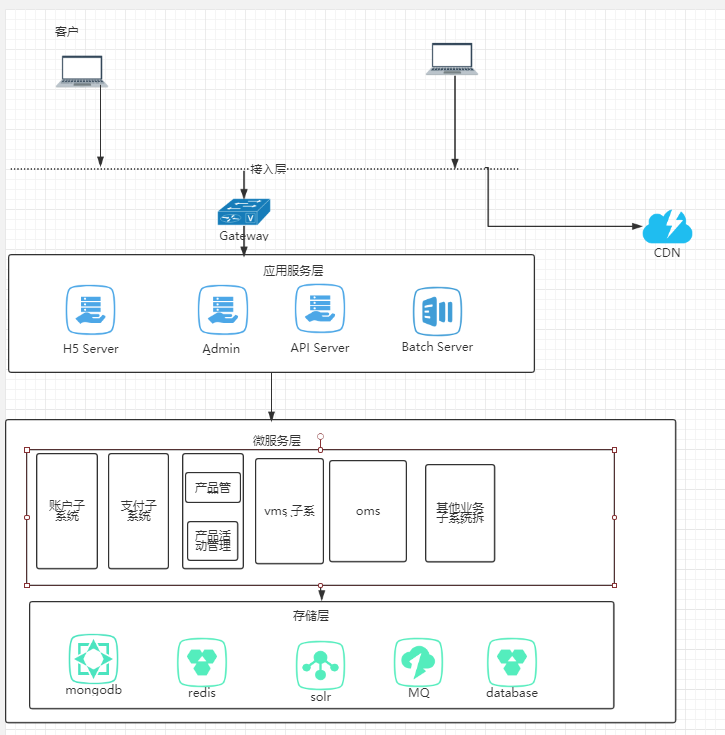 客户
接入层
Gateway
CDN
应用服务层
H5 Server
Admin
API Server
Batch Server
微服务层
账户子
系统
支付子
系统
产品管
产品活
动管理
vms 子系
oms
其他业务
子系统拆
存储层
mongodb
redis
solr
MQ
database